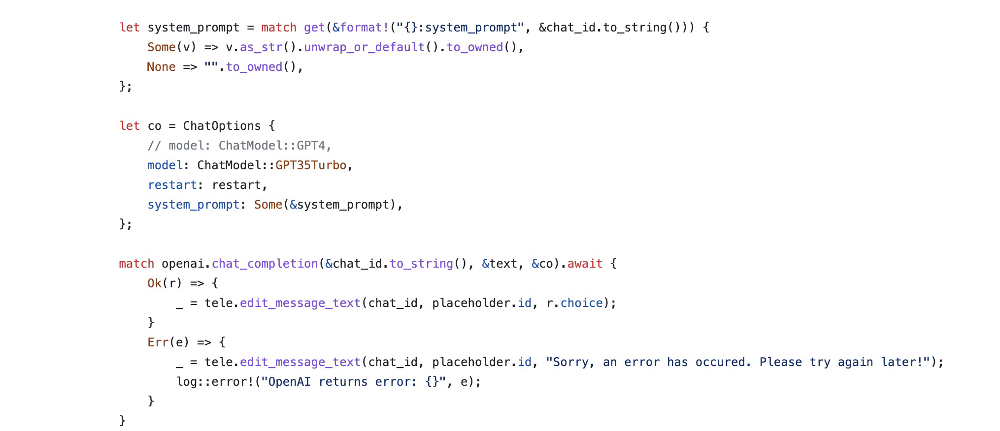 let system_prompt = match get(&format!("{}:system_prompt", &chat_id.to_string())) {
    Some(v) => v.as_str().unwrap_or_default().to_owned(),
    None => "".to_owned(),
};

let co = ChatOptions {
    // model: ChatModel::GPT4,
    model: ChatModel::GPT35Turbo,
    restart: restart,
    system_prompt: Some(&system_prompt),
};

match openai.chat_completion(&chat_id.to_string(), &text, &co).await {
    Ok(r) => {
        _ = tele.edit_message_text(chat_id, placeholder.id, r.choice);
    }
    Err(e) => {
        _ = tele.edit_message_text(chat_id, placeholder.id, "Sorry, an error has occured. Please try again later!");
        log::error!("OpenAI returns error: {}", e);
    }
}